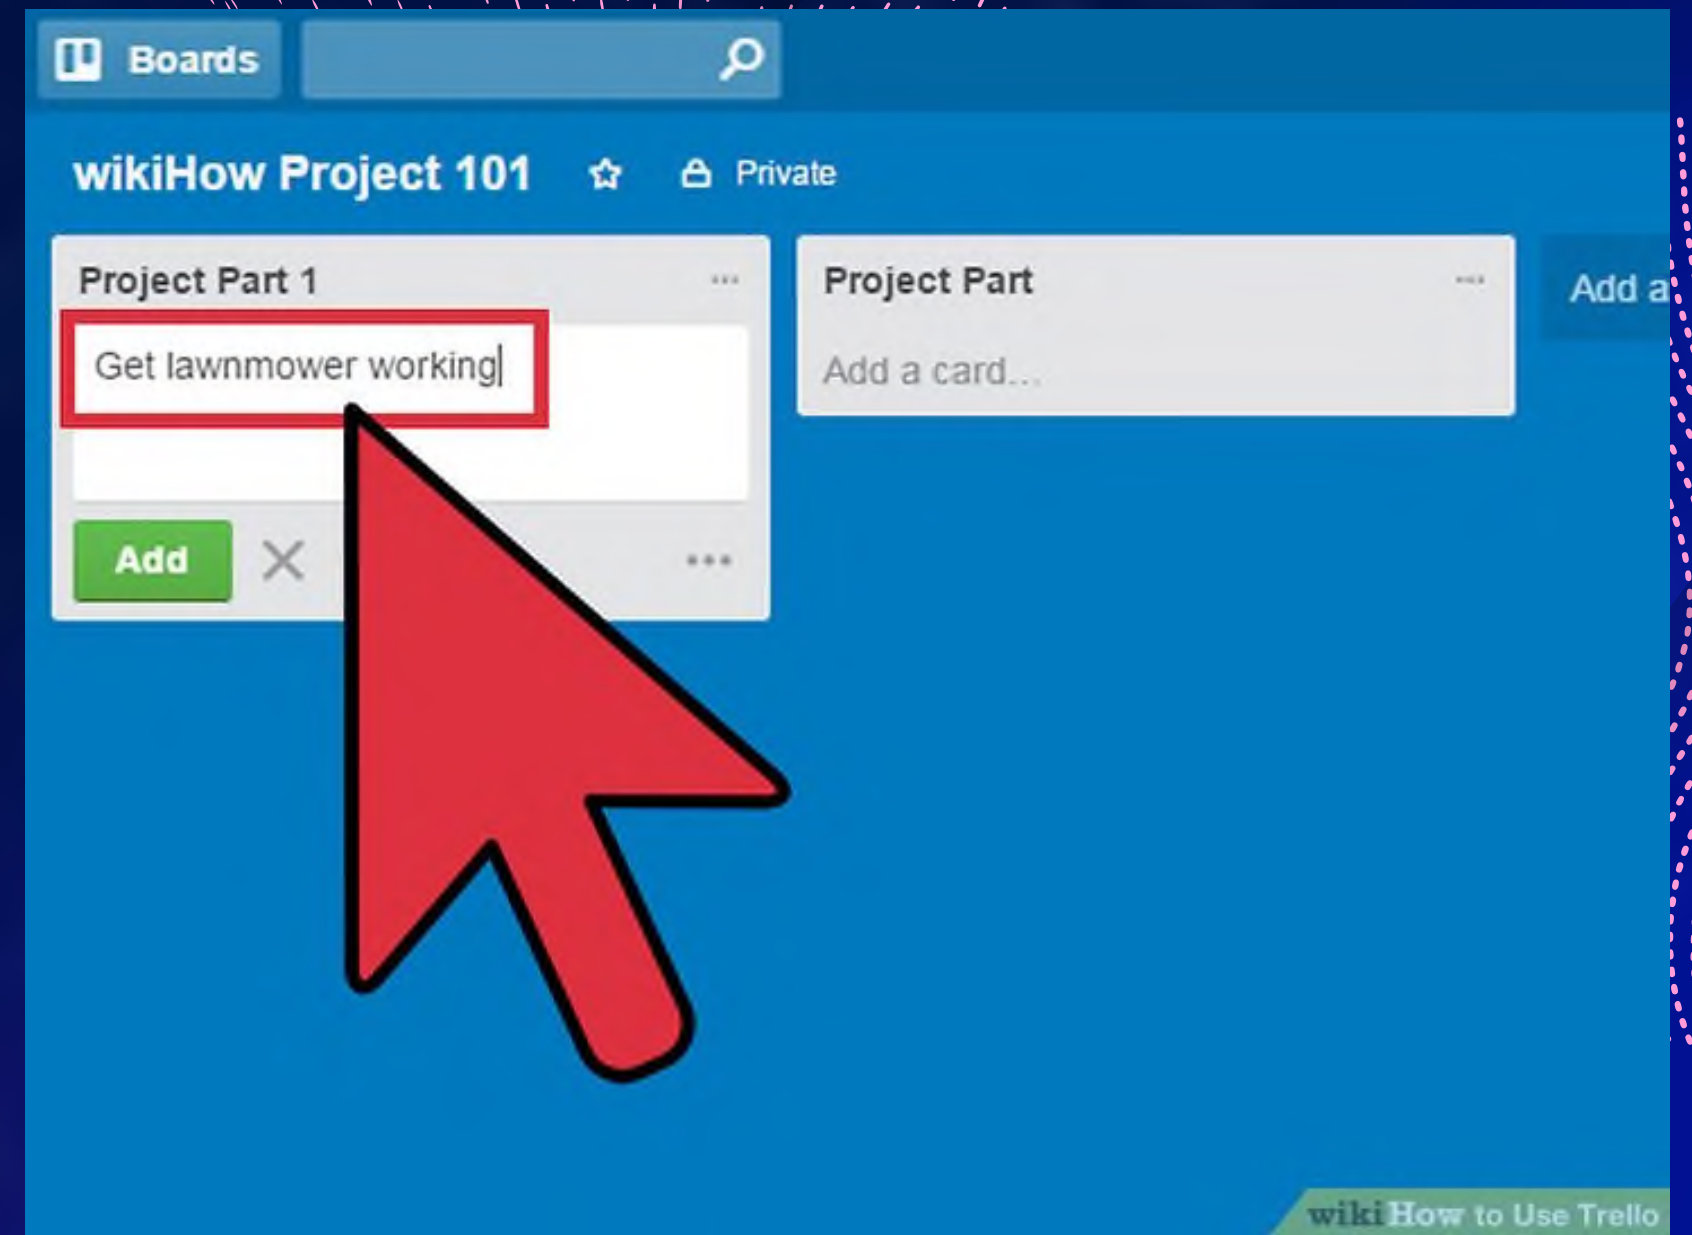 Boards
wikiHow Project 101 Private
Project Part 1
Get lawnmower working
Add
Project Part
Add a card...
Add a
wikiHow to Use Trello